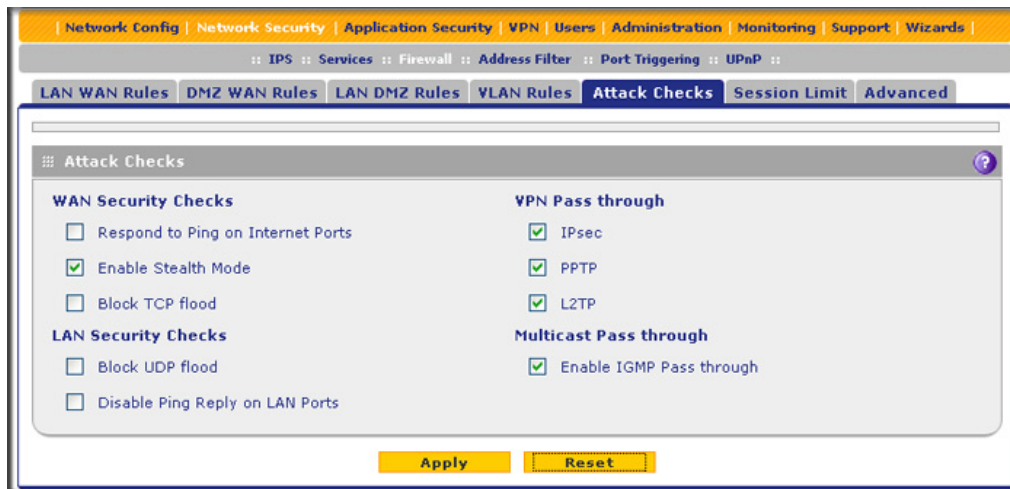 | Network Config | Network Security | Application Security | VPN | Users | Administration | Monitoring | Support | Wizards |
:: IPS :: Services :: Firewall :: Address Filter :: Port Triggering :: UPnP ::
LAN WAN Rules DMZ WAN Rules LAN DMZ Rules VLAN Rules Attack Checks Session Limit Advanced
Attack Checks ?
WAN Security Checks
Respond to Ping on Internet Ports
Enable Stealth Mode
Block TCP flood
LAN Security Checks
Block UDP flood
Disable Ping Reply on LAN Ports
VPN Pass through
IPsec
PPTP
L2TP
Multicast Pass through
Enable IGMP Pass through
Apply Reset